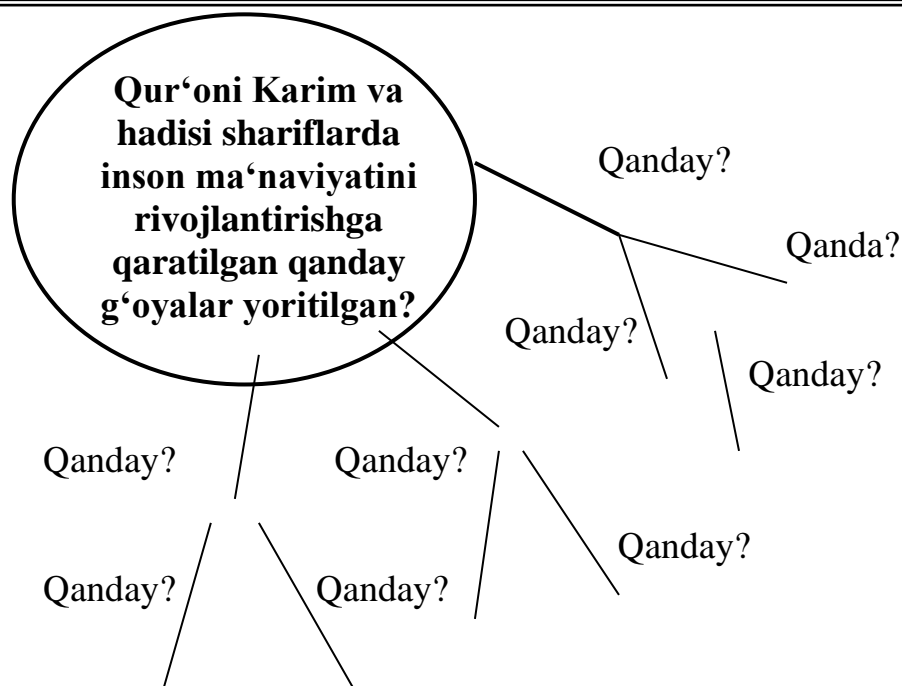 Qur‘oni Karim va
hadisi shariflarda
inson ma‘naviyatini
rivojlantirishga
qaratilgan qanday
g‘oyalar yoritilgan?
Qanday?
Qanda?
Qanday?
Qanday?
Qanday?
Qanday?
Qanday?
Qanday?
Qanday?